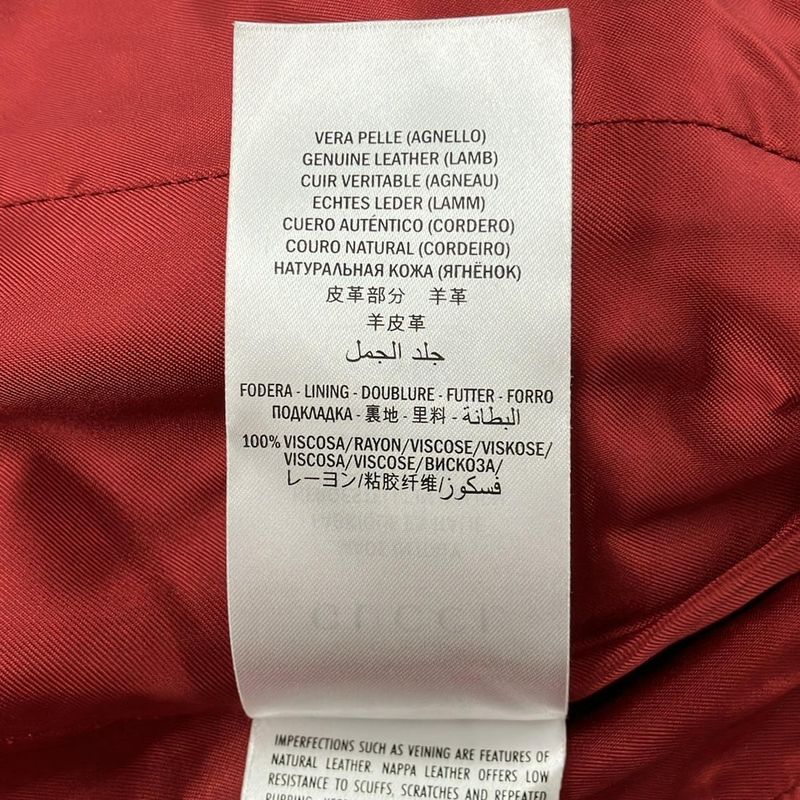 VERA PELLE (AGNELLO)
GENUINE LEATHER (LAMB)
CUIR VERITABLE (AGNEAU)
ECHTES LEDER (LAMM)
CUERO AUTÉNTICO (CORDERO)
COURO NATURAL (CORDEIRO)
НАТУРАЛЬНАЯ КОЖА (ЯГНЁНОК)
皮革部分 羊革
羊皮革
جلد الجمل
FODERA - LINING - DOUBLURE - FUTTER - FORRO
ПОДКЛАДКА - 裏地 - 里料 - البطانة
100% VISCOSA/RAYON/VISCOSE/VISKOSE/
VISCOSA/VISCOSE/ВИСКОЗА/
レーヨン/粘胶纤维/فسكوز
GUCCI
IMPERFECTIONS SUCH AS VEINING ARE FEATURES OF
NATURAL LEATHER. NAPPA LEATHER OFFERS LOW
RESISTANCE TO SCUFFS, SCRATCHES AND REPEATED